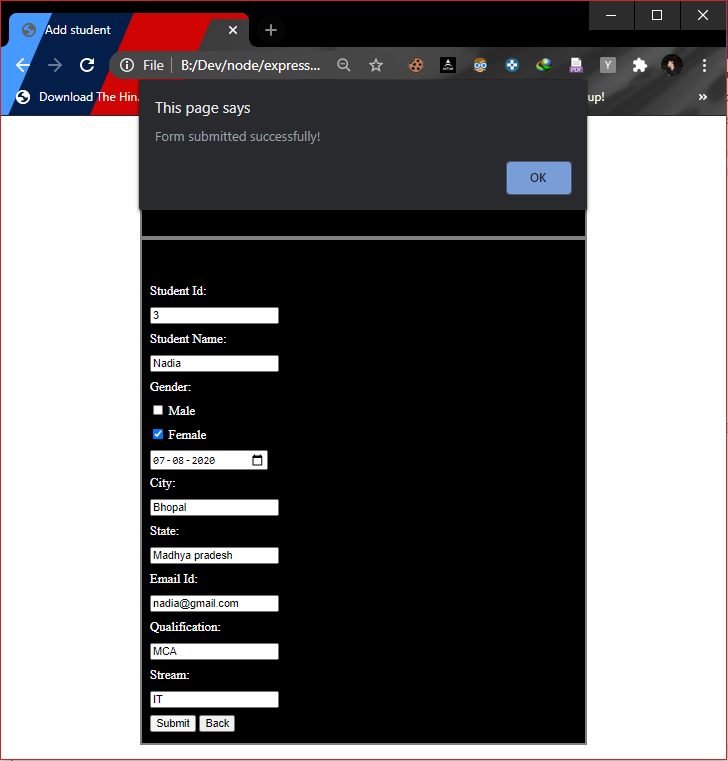 Add student
File
B:/Dev/node/express...
Download The Hin.
up!
»
This page says
Form submitted successfully!
OK
Student Id:
3
Student Name:
Nadia
Gender:
Male
Female
07-08-2020
City:
Bhopal
State:
Madhya pradesh
Email Id:
nadia@gmail.com
Qualification:
MCA
Stream:
IT
Submit Back